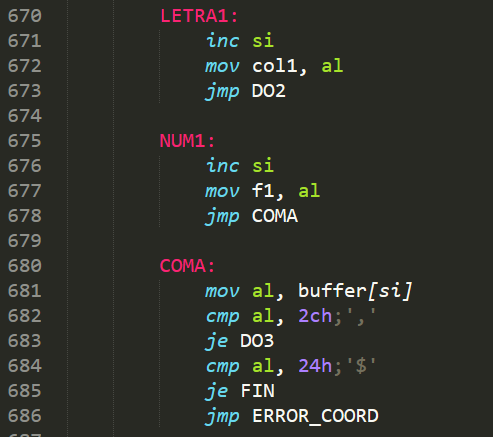 670 LETRA1:
671 inc si
672 mov col1, al
673 jmp DO2
674
675 NUM1:
676 inc si
677 mov f1, al
678 jmp COMA
679
680 COMA:
681 mov al, buffer[si]
682 cmp al, 2ch;','
683 je DO3
684 cmp al, 24h;'$'
685 je FIN
686 jmp ERROR_COORD